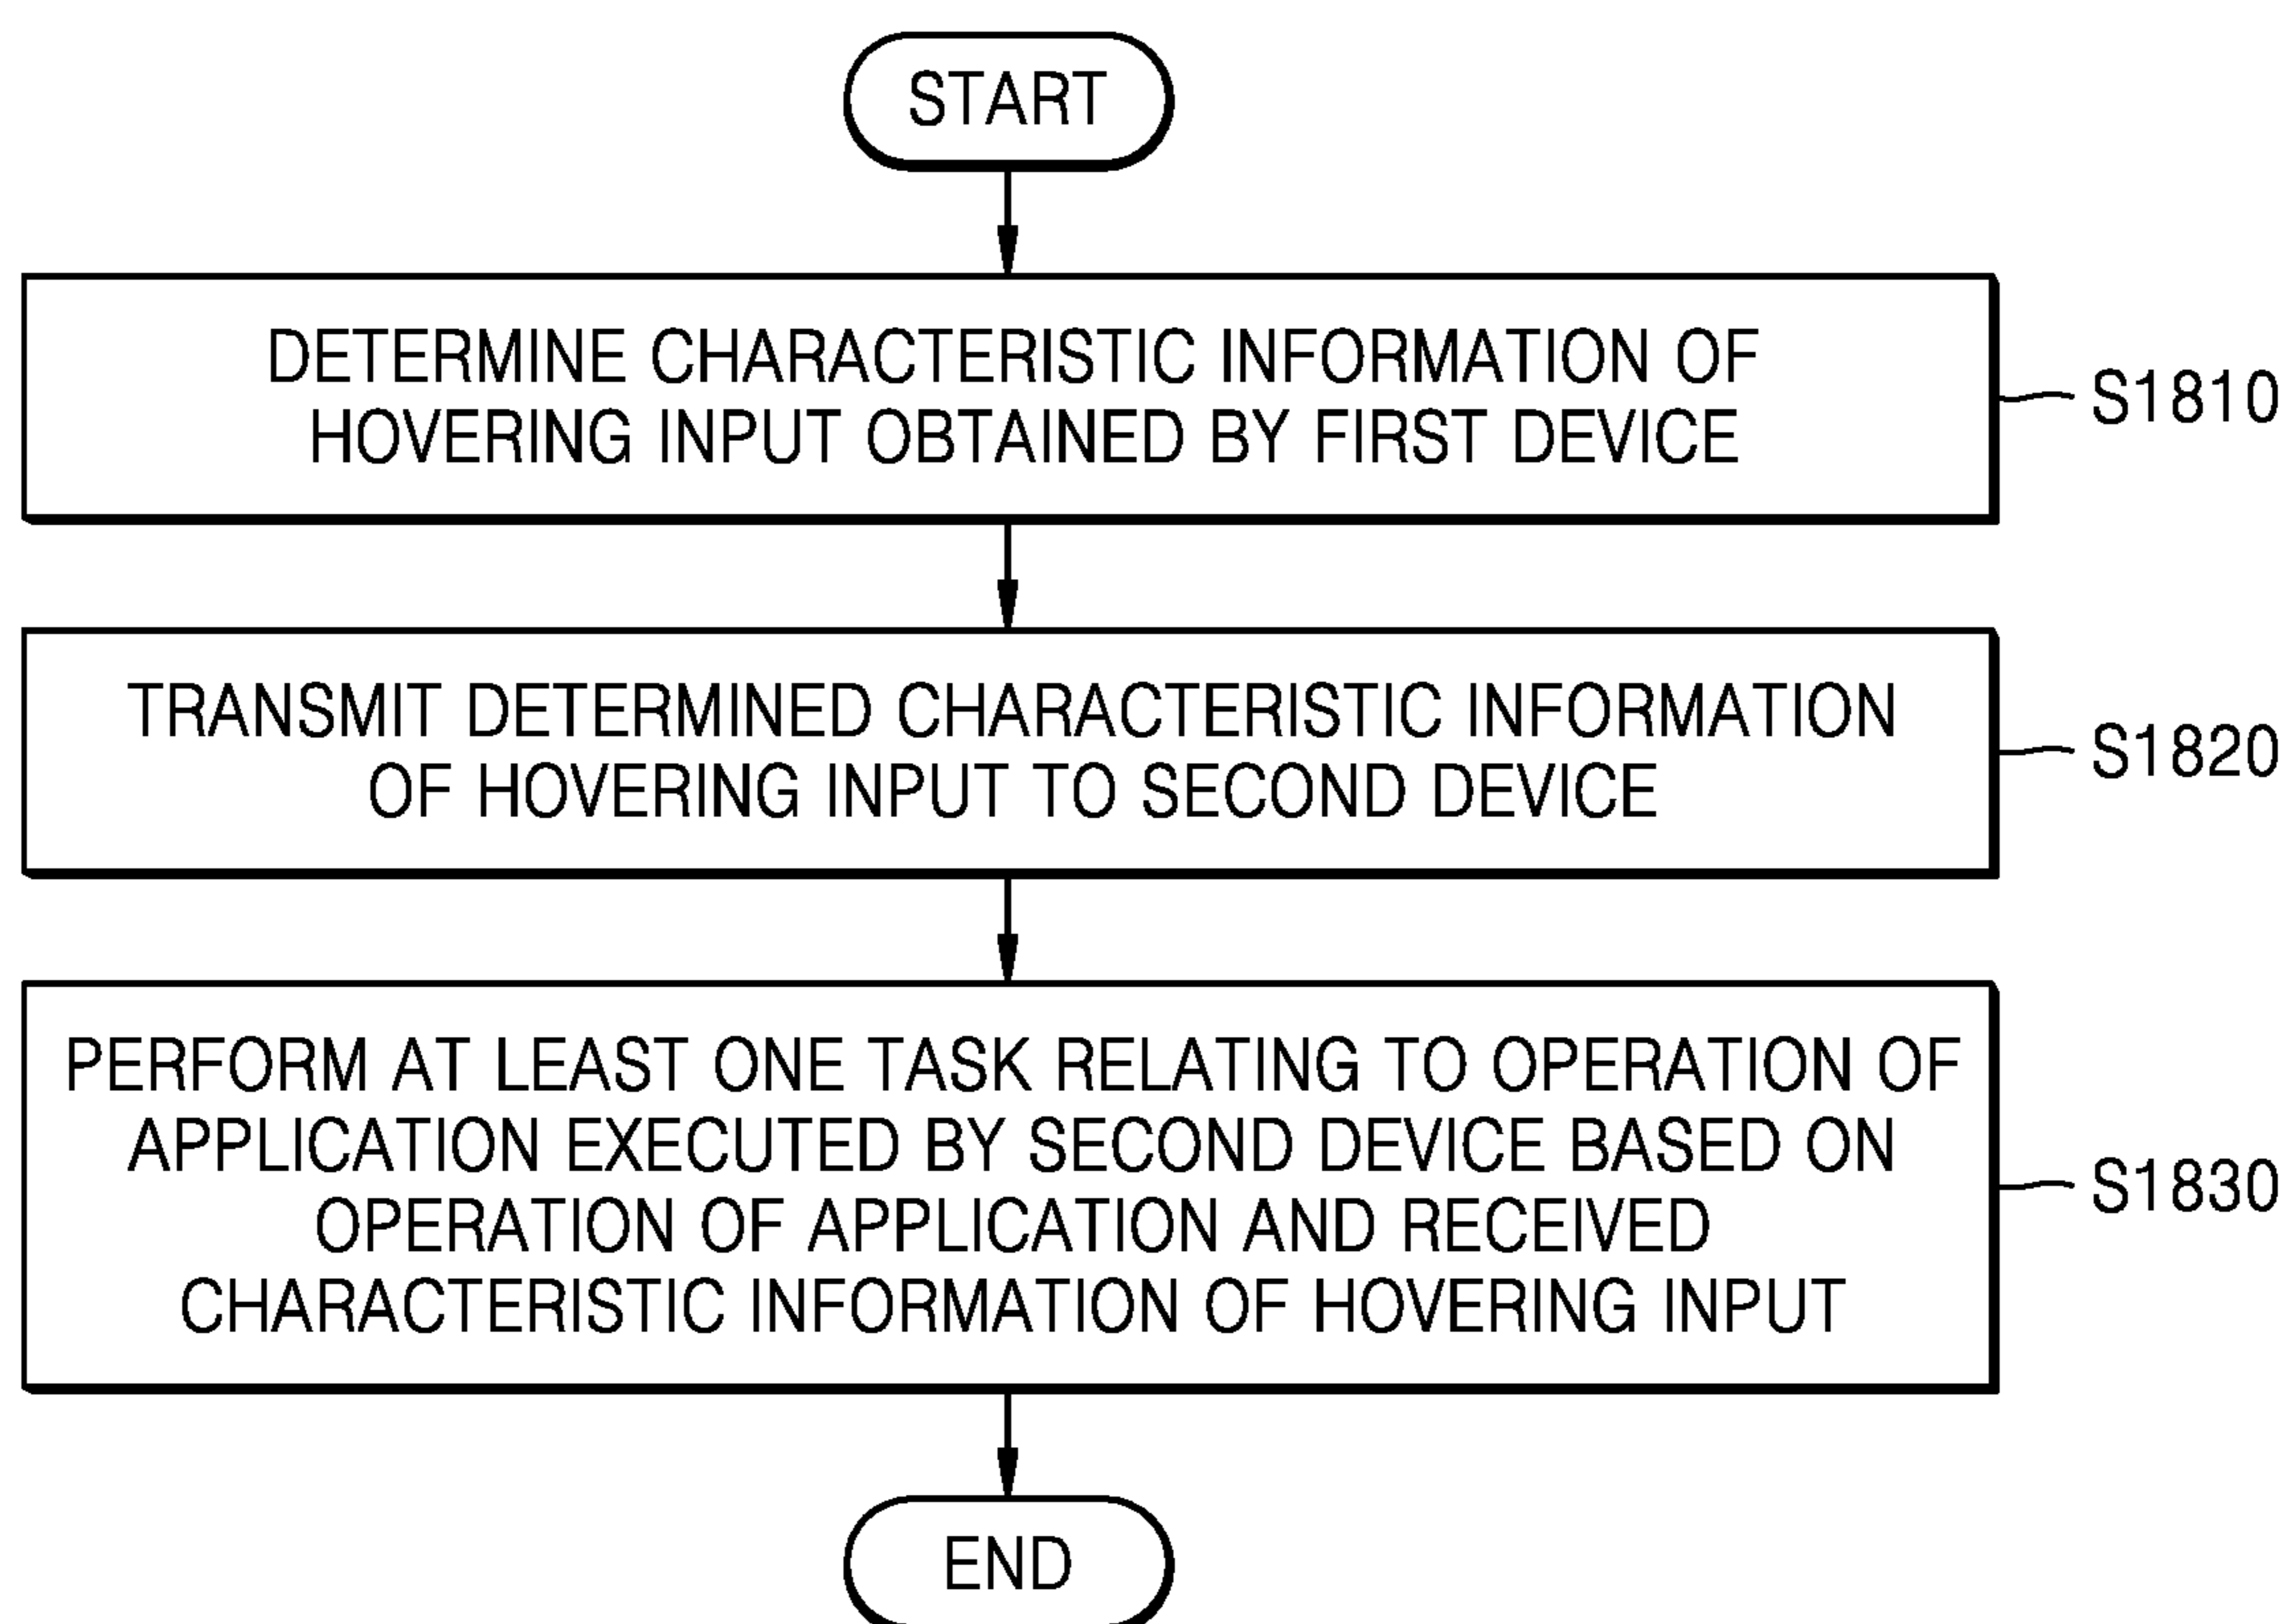 START
DETERMINE CHARACTERISTIC INFORMATION OF
HOVERING INPUT OBTAINED BY FIRST DEVICE
S1810
TRANSMIT DETERMINED CHARACTERISTIC INFORMATION
OF HOVERING INPUT TO SECOND DEVICE
S1820
PERFORM AT LEAST ONE TASK RELATING TO OPERATION OF
APPLICATION EXECUTED BY SECOND DEVICE BASED ON
OPERATION OF APPLICATION AND RECEIVED
CHARACTERISTIC INFORMATION OF HOVERING INPUT
S1830
END